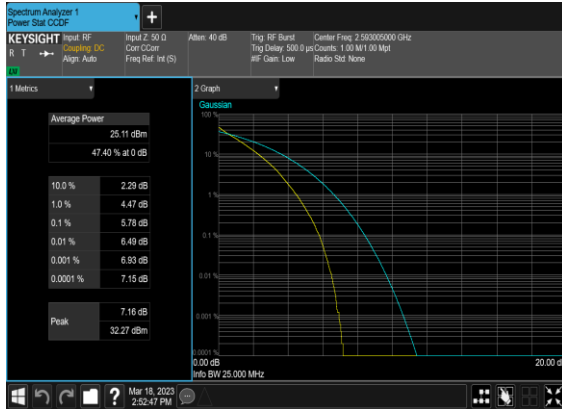 Spectrum Analyzer 1
Power Stat CCDF
+
KEYSIGHT
R T
LU
Input: RF
Coupling: DC
Align: Auto
Input Z: 50 Ω
Corr CCorr
Freq Ref: Int (S)
Atten: 40 dB
Trig: RF Burst
Trig Delay: 500.0 µs
#IF Gain: Low
Center Freq: 2.593005000 GHz
Counts: 1.00 M/1.00 Mpt
Radio Std: None
1 Metrics
Average Power
25.11 dBm
47.40 % at 0 dB
10.0 % 2.29 dB
1.0 % 4.47 dB
0.1 % 5.78 dB
0.01 % 6.49 dB
0.001 % 6.93 dB
0.0001 % 7.15 dB
Peak
7.16 dB
32.27 dBm
2 Graph
Gaussian
100 %
10 %
1 %
0.1 %
0.01 %
0.001 %
0.0001 %
0.00 dB
20.00 d
Info BW 25.000 MHz
?
Mar 18, 2023
2:52:47 PM